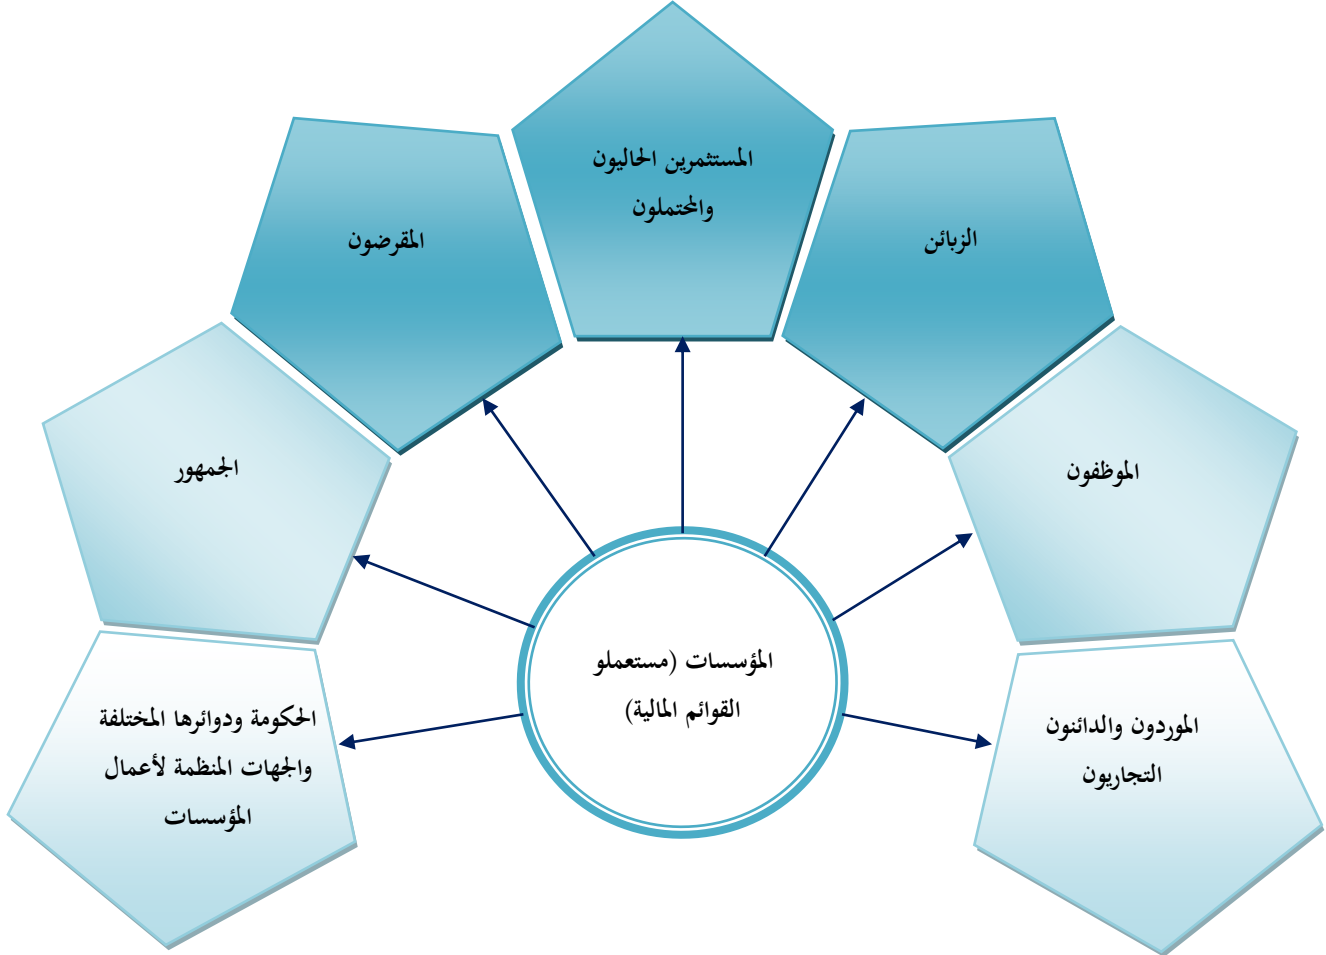 المستثمرين الحاليون
والمحتملون
الزبائن
المقرضون
الموظفون
الجمهور
المؤسسات (مستعملو
القوائم المالية)
الموردون والدائنون
التجاريون
الحكومة ودوائرها المختلفة
والجهات المنظمة لأعمال
المؤسسات